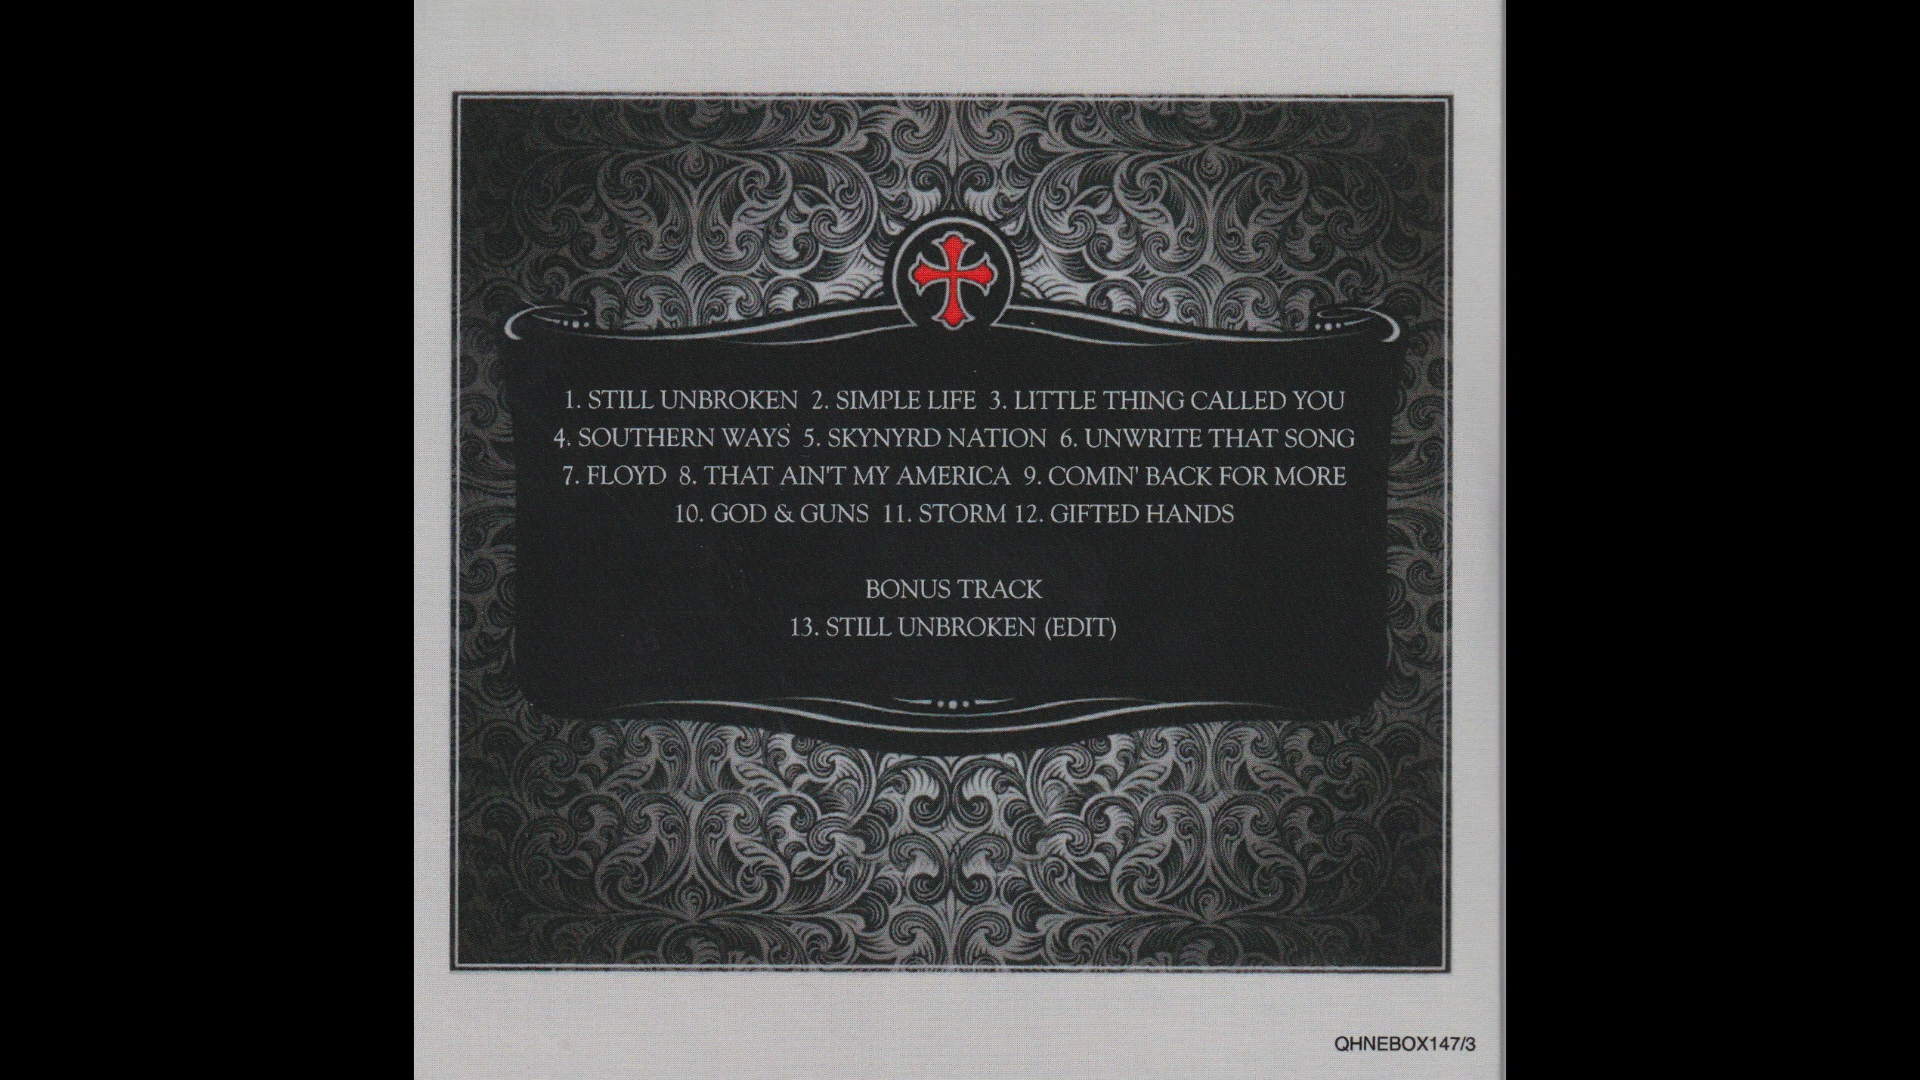 1. STILL UNBROKEN 2. SIMPLE LIFE 3. LITTLE THING CALLED YOU
4. SOUTHERN WAYS 5. SKYNYRD NATION 6. UNWRITE THAT SONG
7. FLOYD 8. THAT AIN'T MY AMERICA 9. COMIN' BACK FOR MORE
10. GOD & GUNS 11. STORM 12. GIFTED HANDS
BONUS TRACK
13. STILL UNBROKEN (EDIT)
QHNEBOX147/3